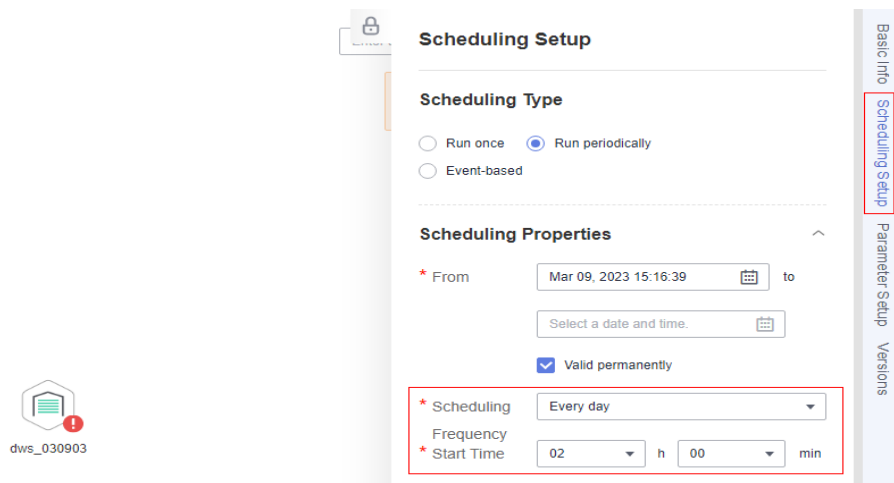 Scheduling Setup
Scheduling Type
Run once Run periodically
Event-based
Scheduling Properties
* From Mar 09, 2023 15:16:39 to
Select a date and time.
Valid permanently
* Scheduling Frequency Every day
* Start Time 02 h 00 min
dws_030903
Basic Info
Scheduling Setup
Parameter Setup
Versions